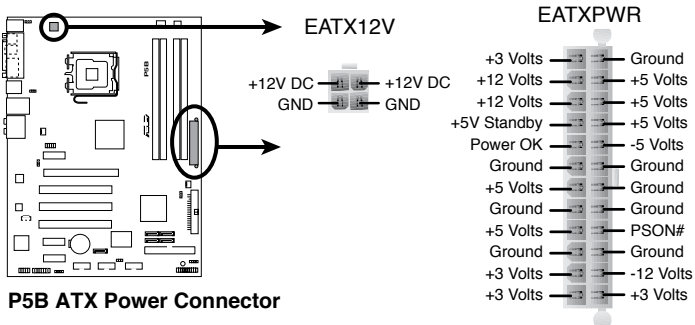 EATX12V
EATXPWR
+12V DC +12V DC
GND GND
+3 Volts Ground
+12 Volts +5 Volts
+12 Volts +5 Volts
+5V Standby +5 Volts
Power OK -5 Volts
Ground Ground
+5 Volts Ground
Ground Ground
+5 Volts PSON#
Ground Ground
+3 Volts -12 Volts
+3 Volts +3 Volts
P5B
P5B ATX Power Connector